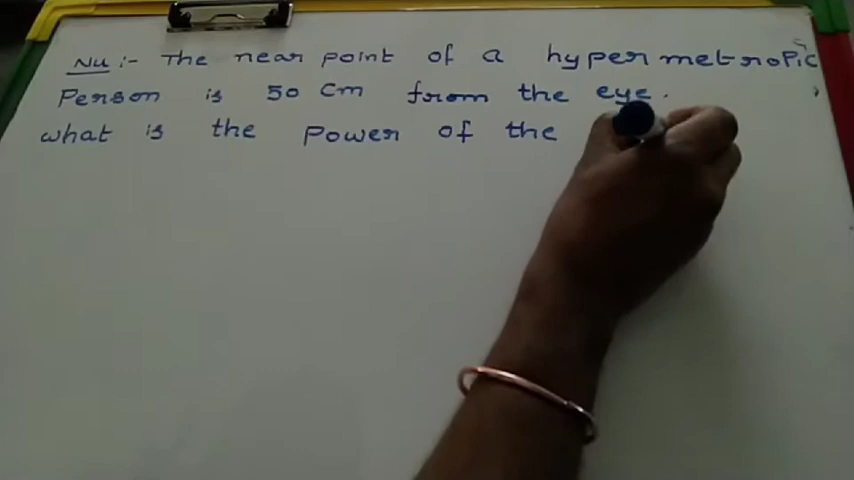 Nu :- The near point of a hypermetropic
Person is 50 cm from the eye.
what is the Power of the